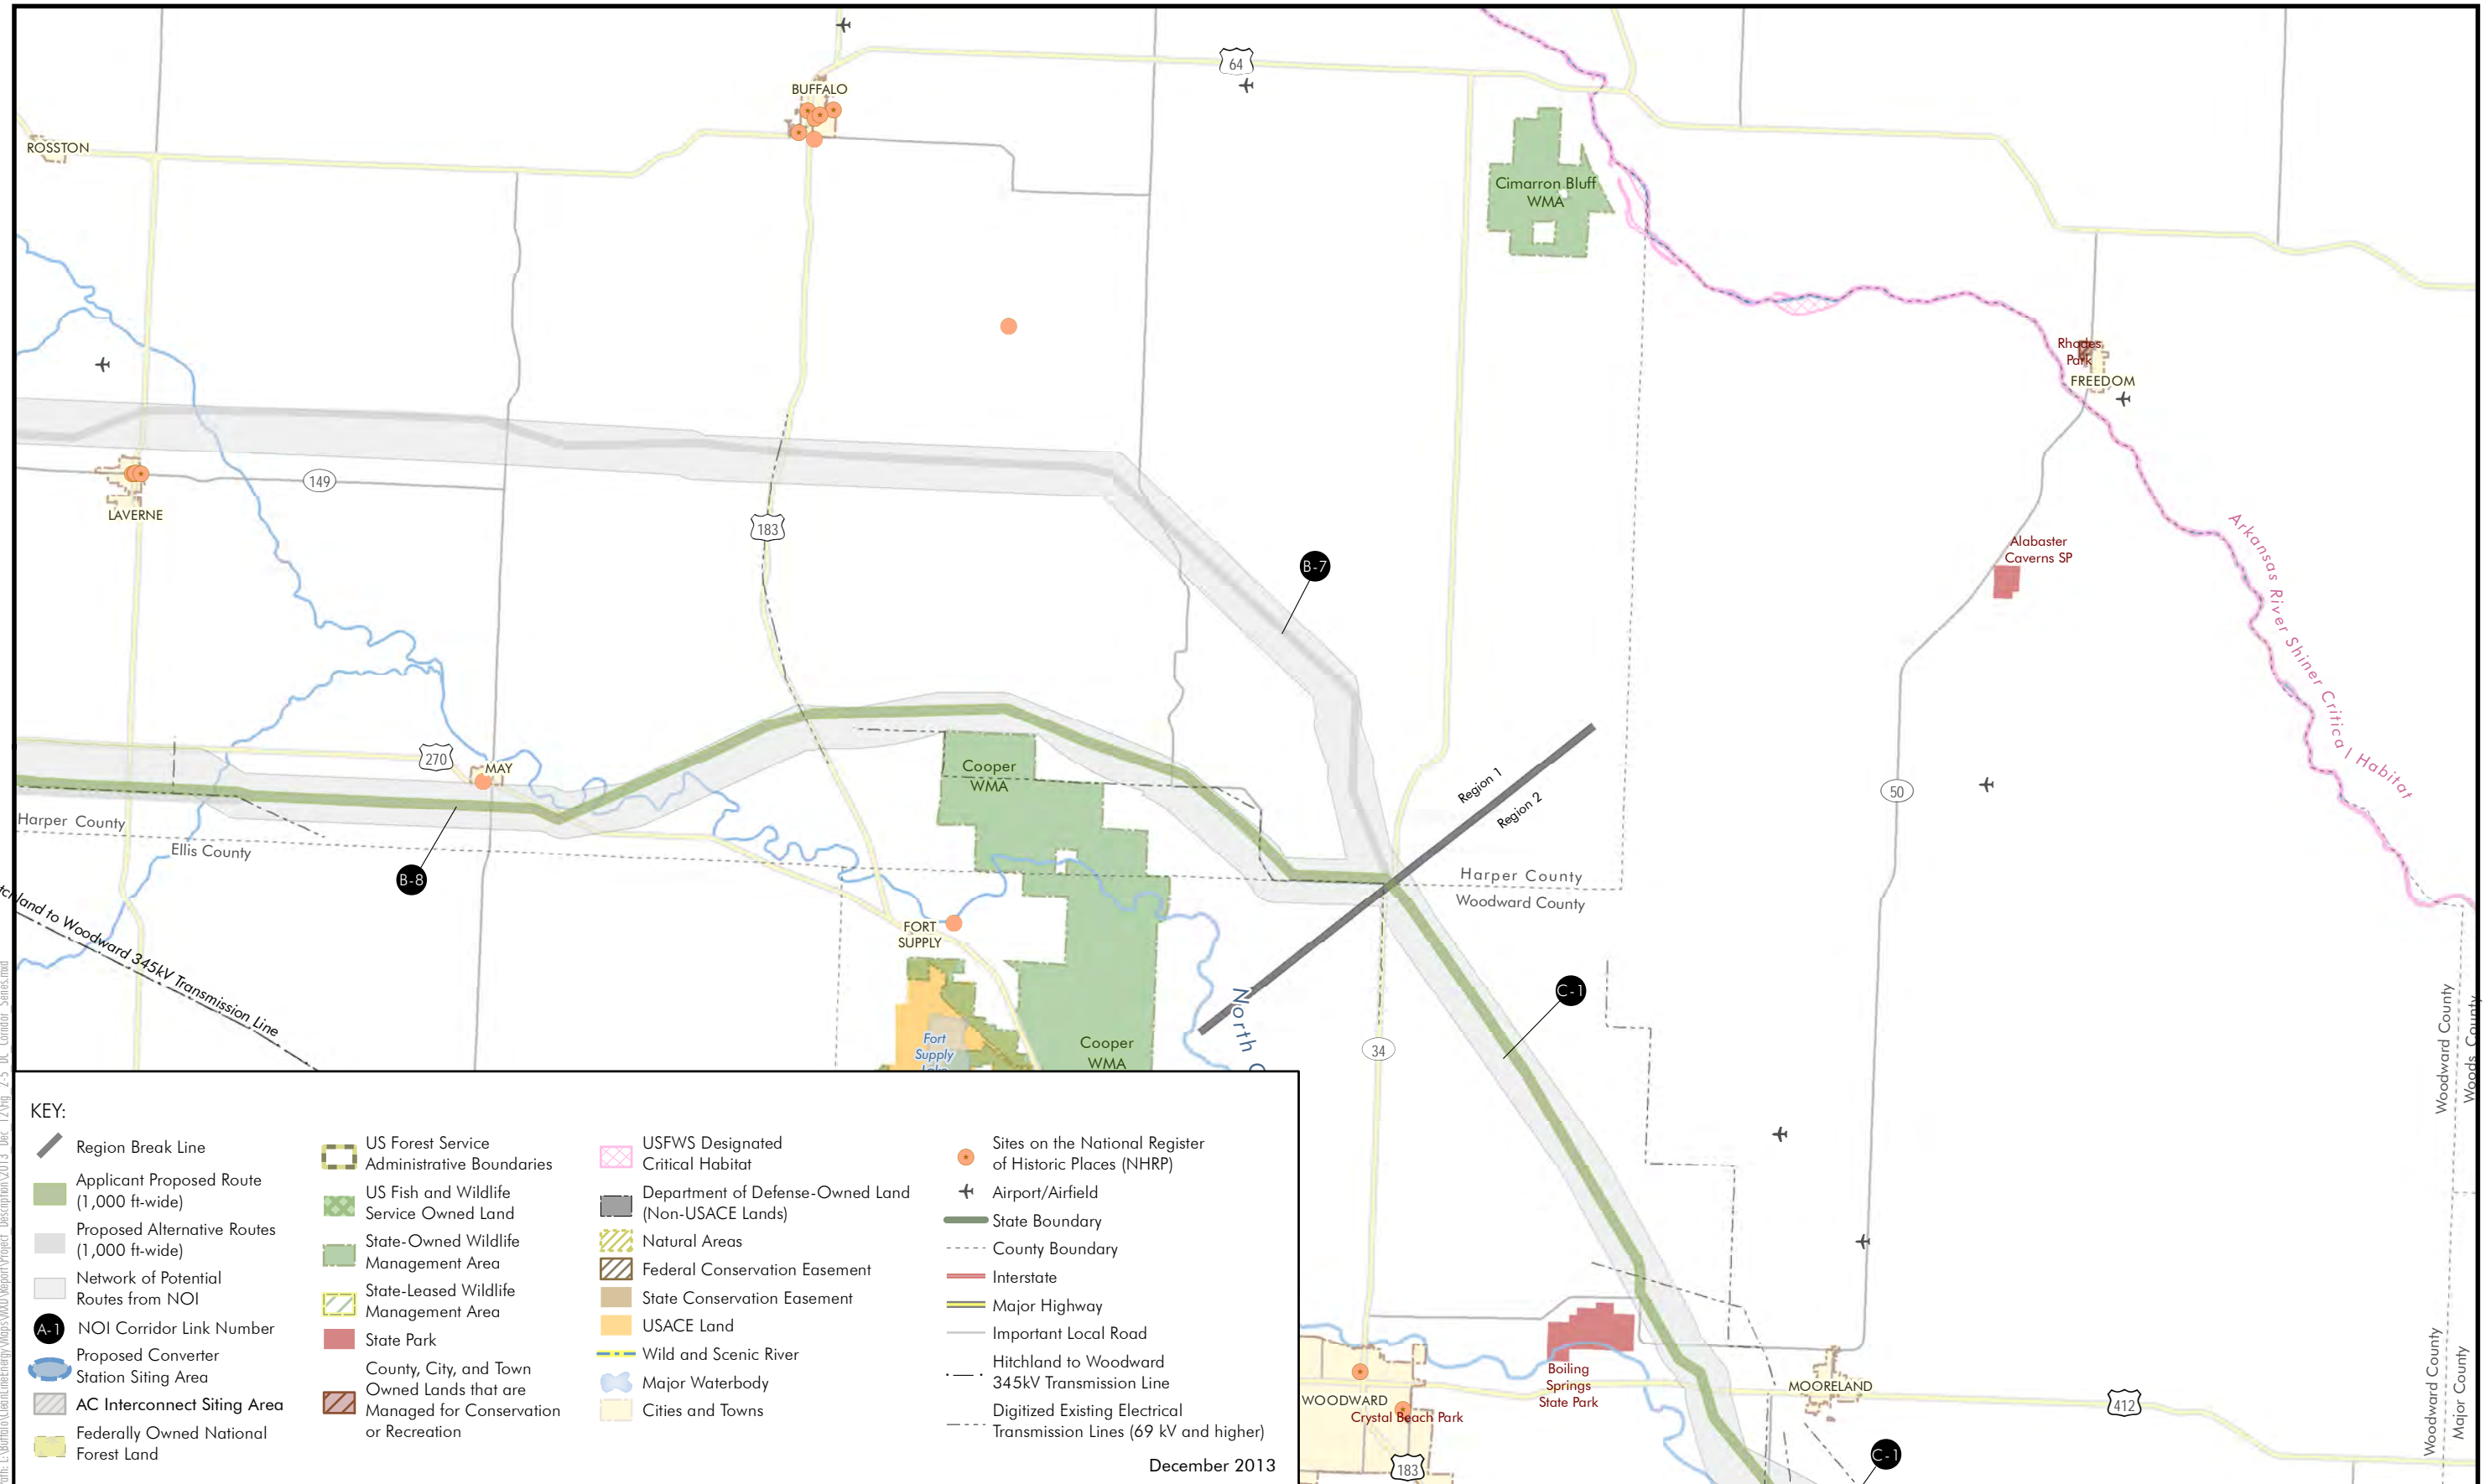 64
BUFFALO
ROSSTON
Cimarron Bluff
WMA
Rhodes
Park
FREEDOM
149
LAVERNE
183
B-7
Alabaster
Caverns SP
Arkansas River Shiner Critical Habitat
270
MAY
Cooper
WMA
Region 1
Region 2
50
Harper County
Ellis County
B-8
Harper County
Woodward County
FORT
SUPPLY
Hitchland to Woodward 345kV Transmission Line
C-1
North C
34
Fort
Supply
Lake
Cooper
WMA
Woodward County
Woods County
KEY:
Region Break Line
Applicant Proposed Route
(1,000 ft-wide)
Proposed Alternative Routes
(1,000 ft-wide)
Network of Potential
Routes from NOI
A-1
NOI Corridor Link Number
Proposed Converter
Station Siting Area
AC Interconnect Siting Area
Federally Owned National
Forest Land
US Forest Service
Administrative Boundaries
US Fish and Wildlife
Service Owned Land
State-Owned Wildlife
Management Area
State-Leased Wildlife
Management Area
State Park
County, City, and Town
Owned Lands that are
Managed for Conservation
or Recreation
USFWS Designated
Critical Habitat
Department of Defense-Owned Land
(Non-USACE Lands)
Natural Areas
Federal Conservation Easement
State Conservation Easement
USACE Land
Wild and Scenic River
Major Waterbody
Cities and Towns
Sites on the National Register
of Historic Places (NHRP)
Airport/Airfield
State Boundary
County Boundary
Interstate
Major Highway
Important Local Road
Hitchland to Woodward
345kV Transmission Line
Digitized Existing Electrical
Transmission Lines (69 kV and higher)
December 2013
WOODWARD
Crystal Beach Park
183
Boiling
Springs
State Park
MOORELAND
412
C-1
Woodward County
Major County